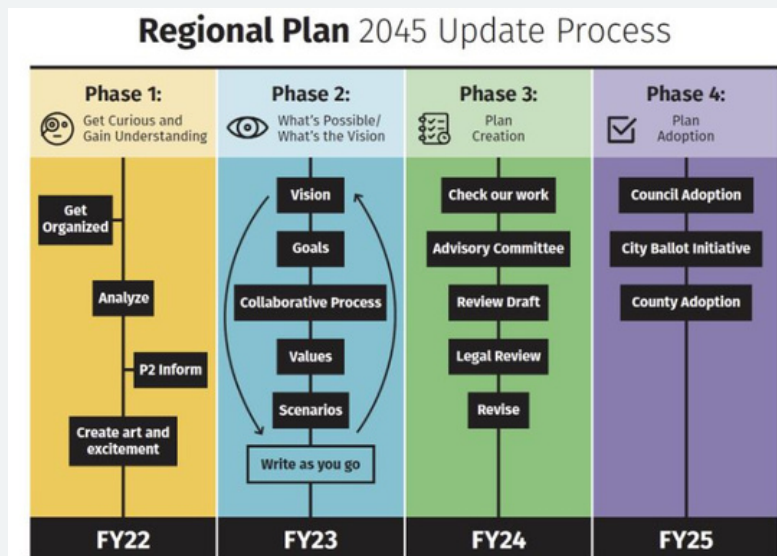 Regional Plan 2045 Update Process
Phase 1:
Get Curious and
Gain Understanding
Get
Organized
Analyze
P2 Inform
Create art and
excitement
FY22
Phase 2:
What's Possible/
What's the Vision
Vision
Goals
Collaborative Process
Values
Scenarios
Write as you go
FY23
Phase 3:
Plan
Creation
Check our work
Advisory Committee
Review Draft
Legal Review
Revise
FY24
Phase 4:
Plan
Adoption
Council Adoption
City Ballot Initiative
County Adoption
FY25